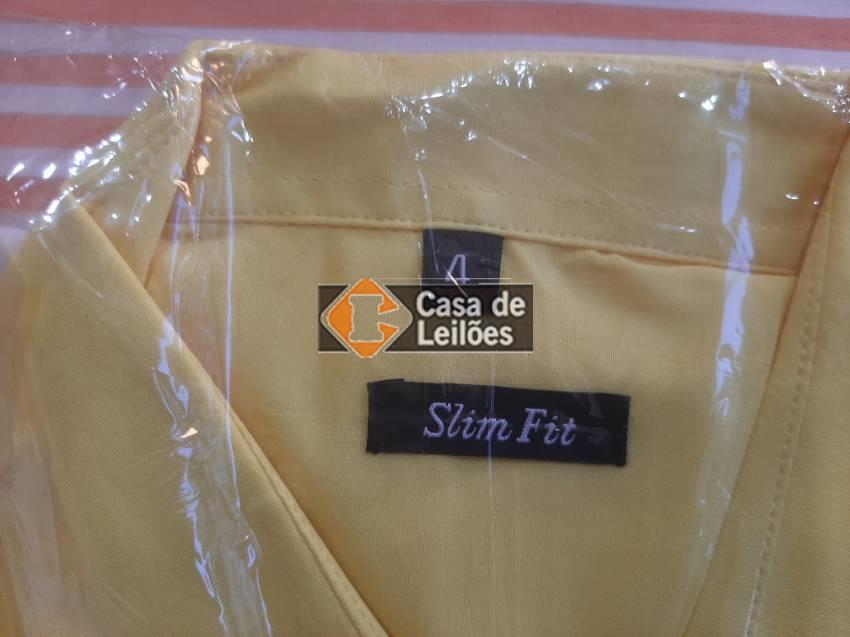 4
Casa de
Leilões
Slim Fit